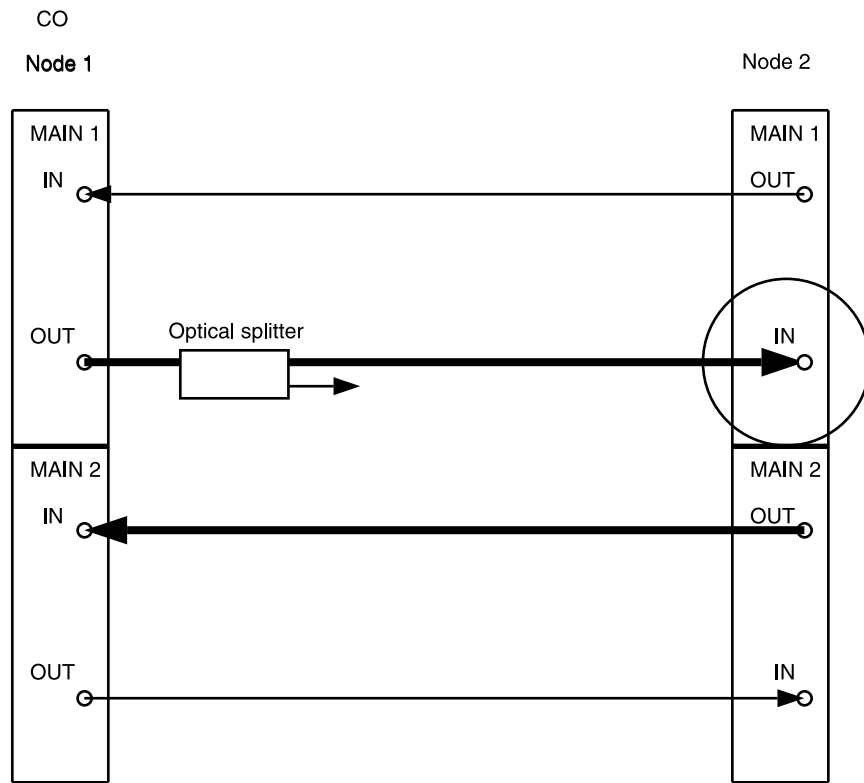 CO
Node 1
Node 2
MAIN 1
MAIN 1
IN
OUT
Optical splitter
OUT
IN
MAIN 2
MAIN 2
IN
OUT
OUT
IN